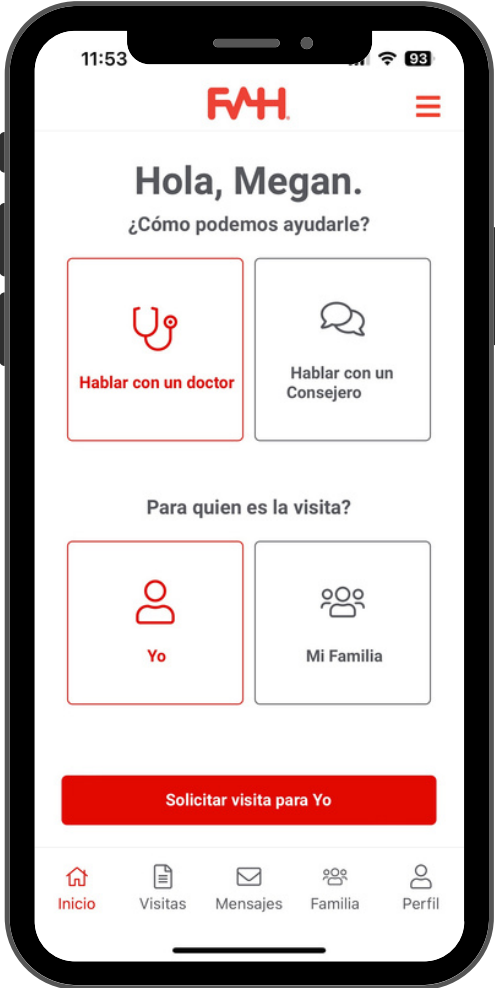 11:53
93
FAH
Hola, Megan.
¿Cómo podemos ayudarle?
Hablar con un doctor
Hablar con un
Consejero
Para quien es la visita?
Yo
Mi Familia
Solicitar visita para Yo
Inicio
Visitas
Mensajes
Familia
Perfil